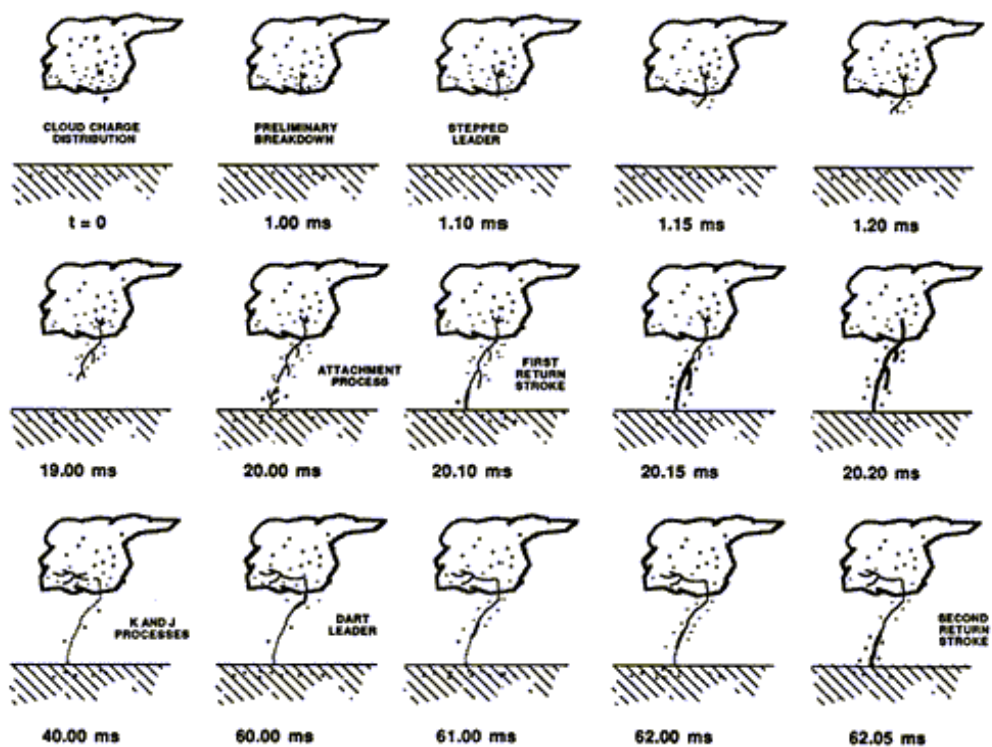 CLOUD CHARGE
DISTRIBUTION
PRELIMINARY
BREAKDOWN
STEPPED
LEADER
t = 0
1.00 ms
1.10 ms
1.15 ms
1.20 ms
ATTACHMENT
PROCESS
FIRST
RETURN
STROKE
19.00 ms
20.00 ms
20.10 ms
20.15 ms
20.20 ms
K AND J
PROCESSES
DART
LEADER
SECOND
RETURN
STROKE
40.00 ms
60.00 ms
61.00 ms
62.00 ms
62.05 ms